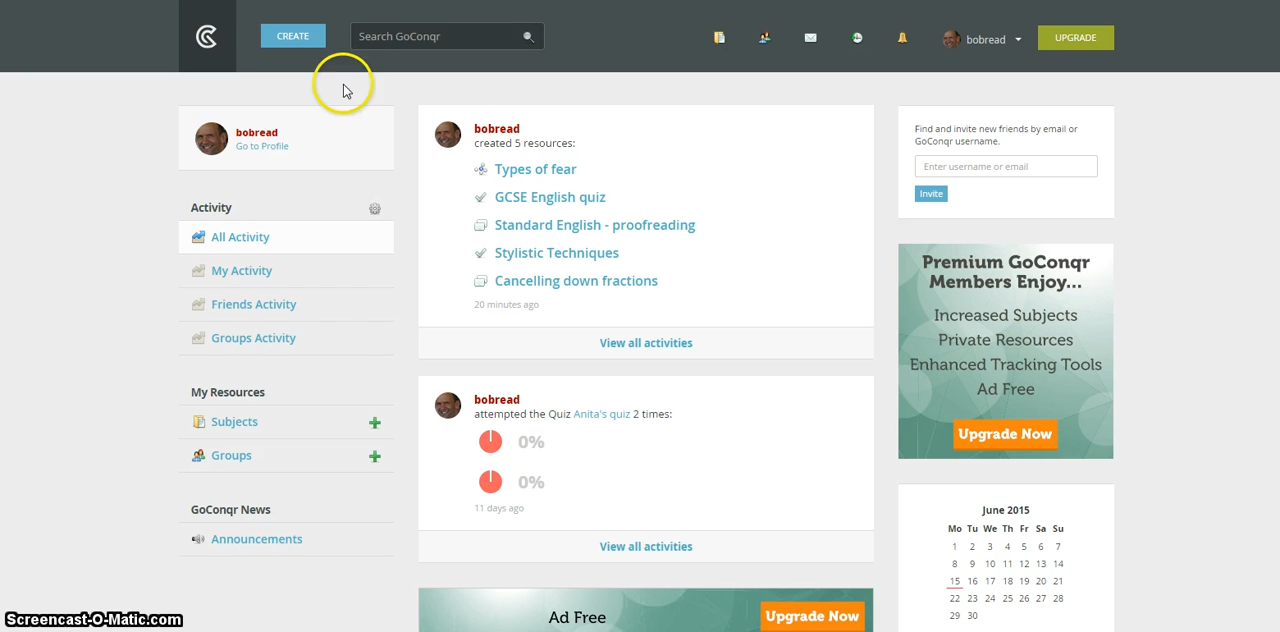 CREATE
Search GoConqr
bobread
UPGRADE
bobread
Go to Profile
Activity
All Activity
My Activity
Friends Activity
Groups Activity
My Resources
Subjects
Groups
GoConqr News
Announcements
bobread
created 5 resources:
Types of fear
GCSE English quiz
Standard English - proofreading
Stylistic Techniques
Cancelling down fractions
20 minutes ago
View all activities
bobread
attempted the Quiz Anita's quiz 2 times:
0%
0%
11 days ago
View all activities
Ad Free
Upgrade Now
Find and invite new friends by email or
GoConqr username.
Enter username or email
Invite
Premium GoConqr
Members Enjoy...
Increased Subjects
Private Resources
Enhanced Tracking Tools
Ad Free
Upgrade Now
June 2015
Mo Tu We Th Fr Sa Su
1 2 3 4 5 6 7
8 9 10 11 12 13 14
15 16 17 18 19 20 21
22 23 24 25 26 27 28
29 30
Screencast-O-Matic.com